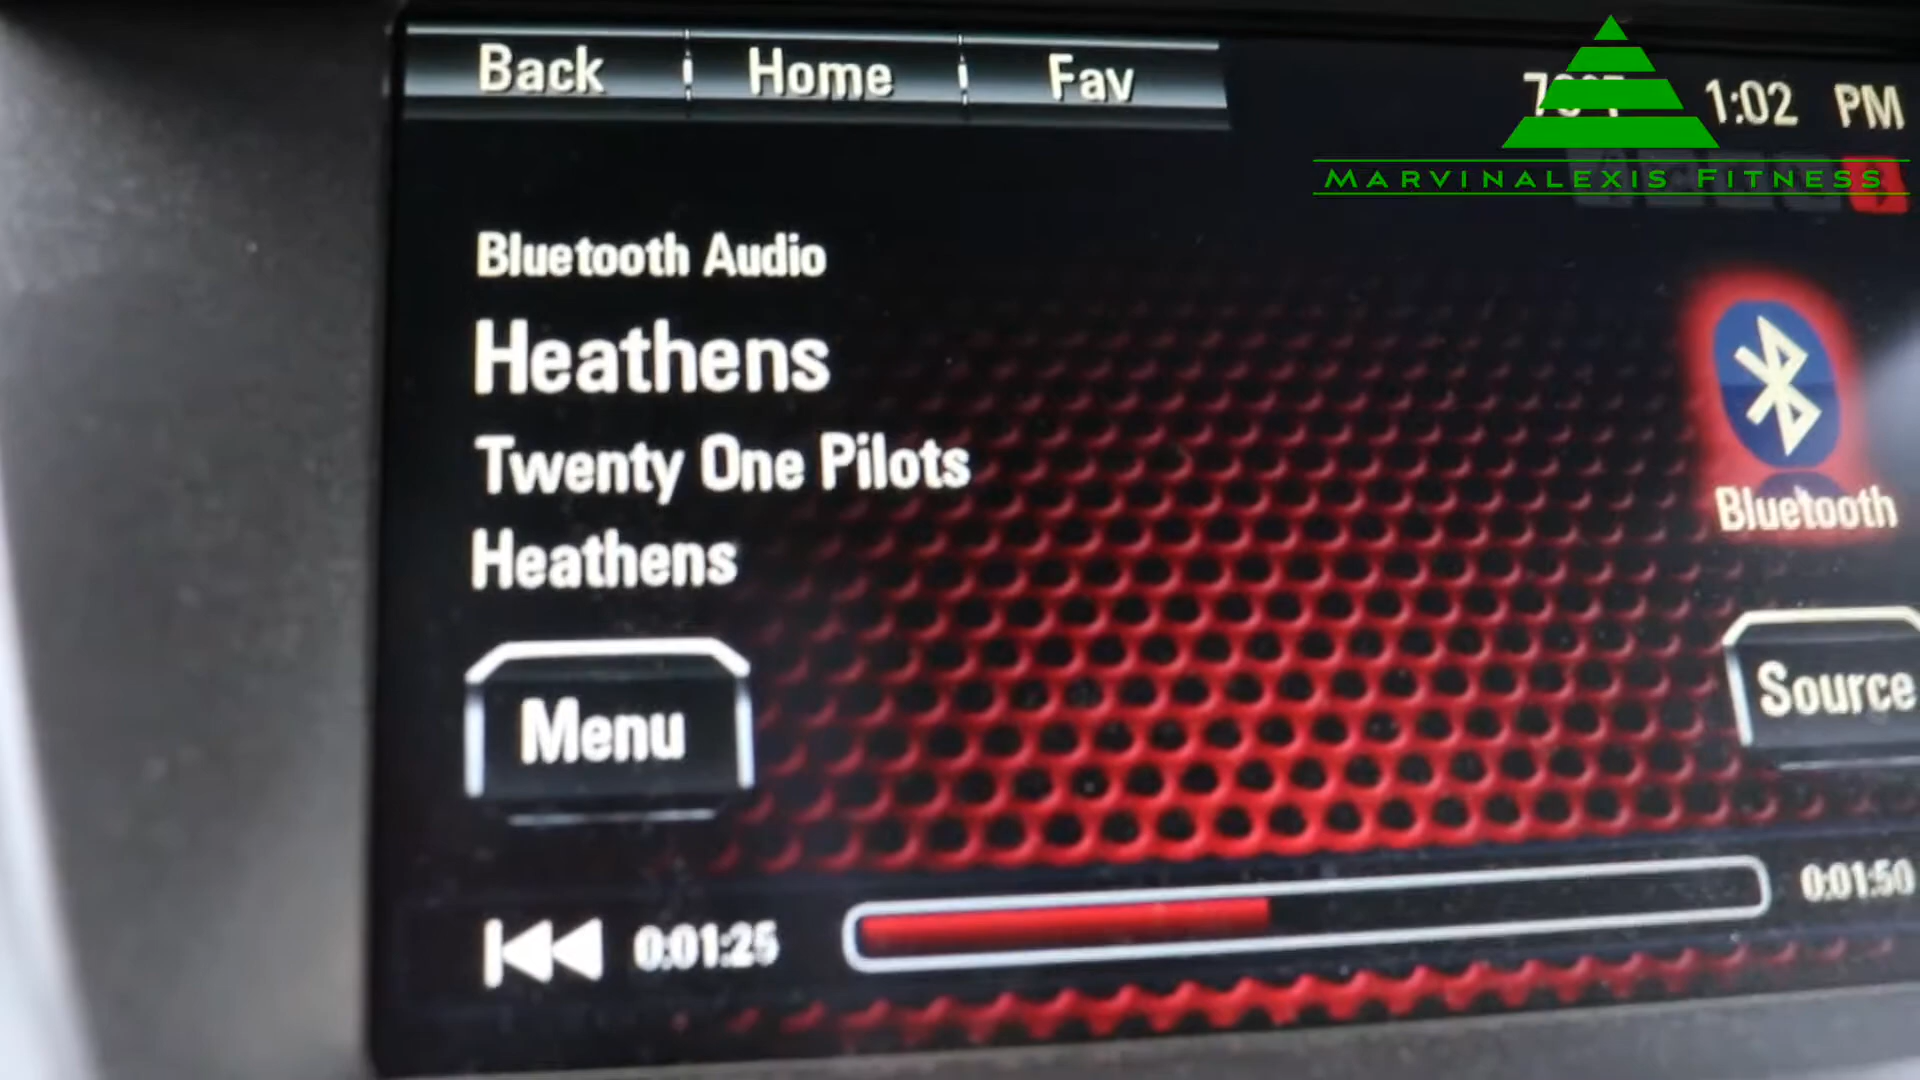 Back Home Fav
1:02 PM
MARVINALEXIS FITNESS
Bluetooth Audio
Heathens
Twenty One Pilots
Heathens
Bluetooth
Menu
Source
0:01:25
0:01:50